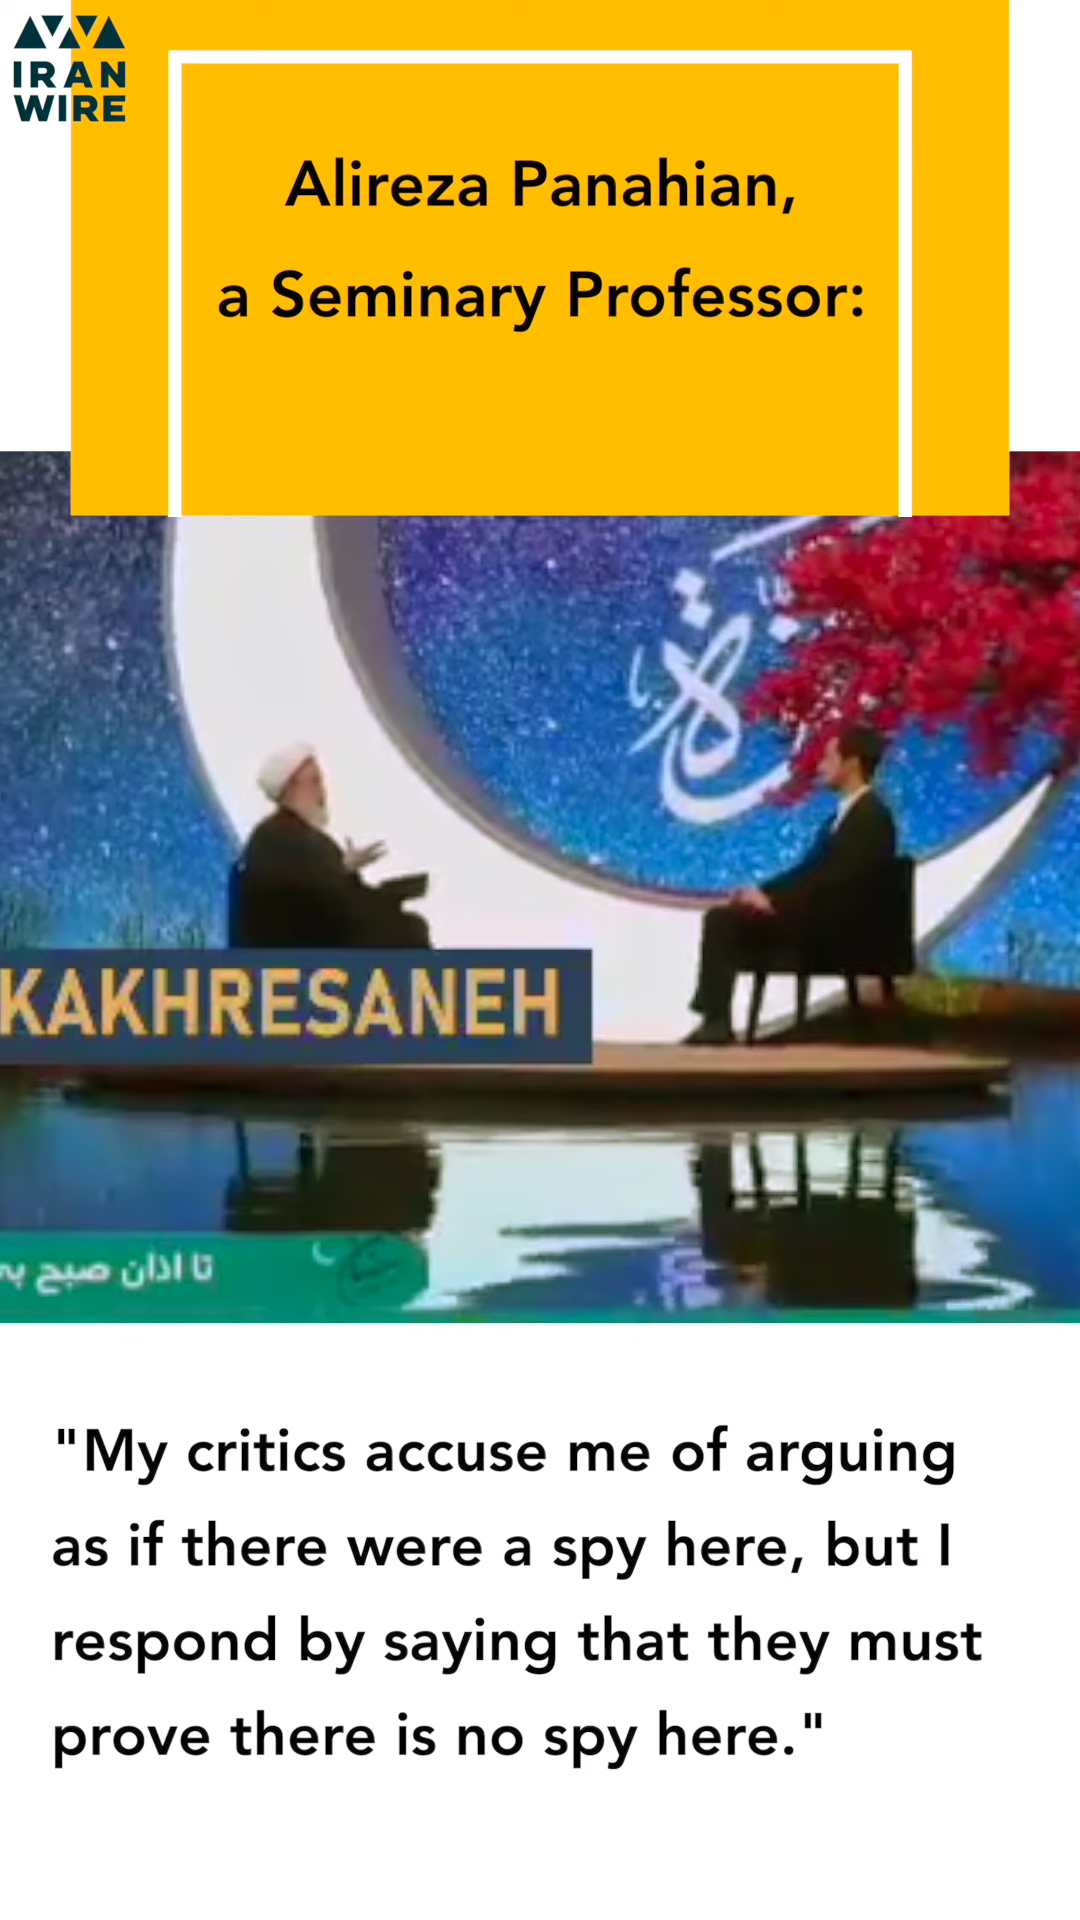 IRAN
WIRE
Alireza Panahian,
a Seminary Professor:
KAKHRESANEH
تا اذان صبح به
"My critics accuse me of arguing
as if there were a spy here, but I
respond by saying that they must
prove there is no spy here."